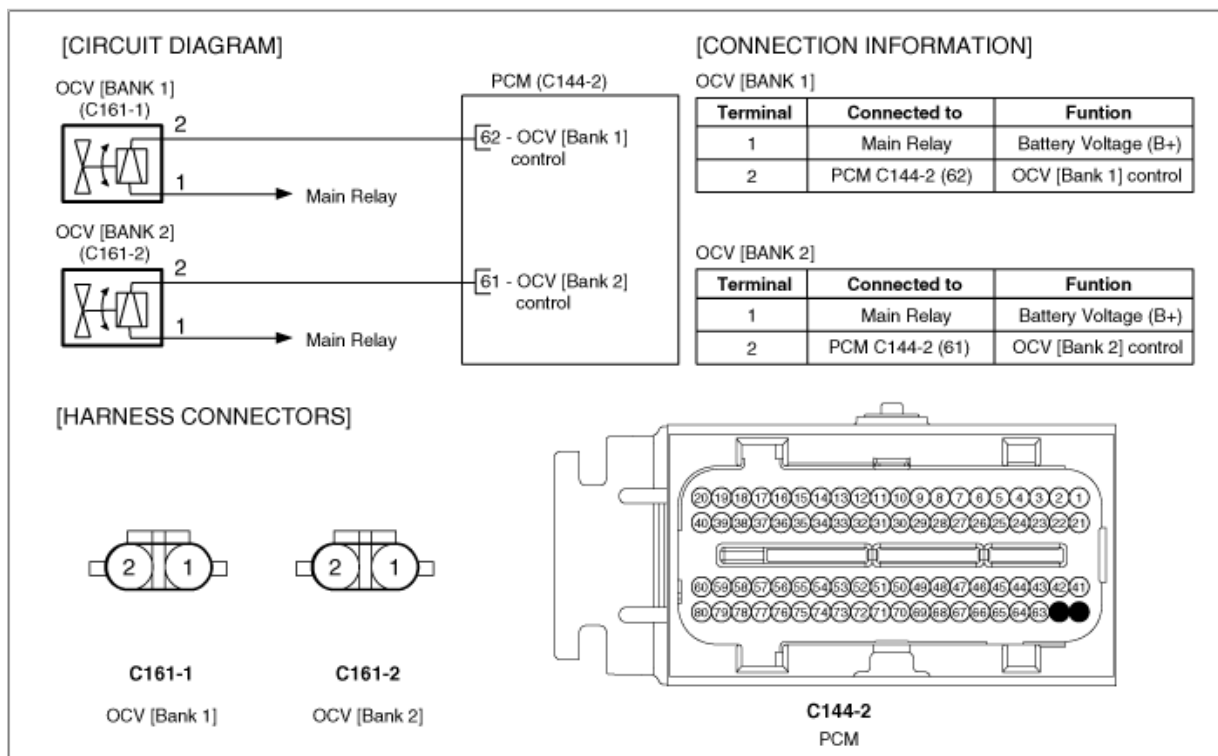 [CIRCUIT DIAGRAM]
OCV [BANK 1]
(C161-1)
2
1
Main Relay
OCV [BANK 2]
(C161-2)
2
1
Main Relay
PCM (C144-2)
62 - OCV [Bank 1]
control
61 - OCV [Bank 2]
control
[CONNECTION INFORMATION]
OCV [BANK 1]
Terminal Connected to Funtion
1 Main Relay Battery Voltage (B+)
2 PCM C144-2 (62) OCV [Bank 1] control
OCV [BANK 2]
Terminal Connected to Funtion
1 Main Relay Battery Voltage (B+)
2 PCM C144-2 (61) OCV [Bank 2] control
[HARNESS CONNECTORS]
2 1
C161-1
OCV [Bank 1]
2 1
C161-2
OCV [Bank 2]
20 19 18 17 16 15 14 13 12 11 10 9 8 7 6 5 4 3 2 1
40 39 38 37 36 35 34 33 32 31 30 29 28 27 26 25 24 23 22 21
60 59 58 57 56 55 54 53 52 51 50 49 48 47 46 45 44 43 42 41
80 79 78 77 76 75 74 73 72 71 70 69 68 67 66 65 64 63
C144-2
PCM